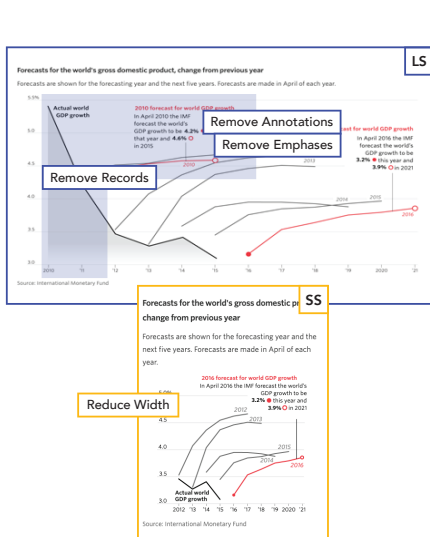 LS
Forecasts for the world's gross domestic product, change from previous year
Forecasts are shown for the forecasting year and the next five years. Forecasts are made in April of each year.
5.5%
Actual world
GDP growth
2010 forecast for world GDP growth
In April 2010 the IMF
forecast the world's
GDP growth to be 4.2%
that year and 4.6%
in 2015
Remove Annotations
Remove Emphases
Remove Records
cast for world GDP growth
In April 2016 the IMF
forecast the world's
GDP growth to be
3.2% this year and
3.9% in 2021
5.0
4.5
4.0
3.5
3.0
2010
2013
2014
2015
2016
2010 '11 '12 '13 '14 '15 '16 '17 '18 '19 2020 '21
Source: International Monetary Fund
SS
Forecasts for the world's gross domestic pr
change from previous year
Forecasts are shown for the forecasting year and the
next five years. Forecasts are made in April of each
year.
2016 forecast for world GDP growth
In April 2016 the IMF forecast the world's
GDP growth to be
3.2% this year and
3.9% in 2021
Reduce Width
5.0%
4.5
4.0
3.5
3.0
2012
2013
2014
2015
2016
Actual world
GDP growth
2012 '13 '14 '15 '16 '17 '18 '19 2020 '21
Source: International Monetary Fund